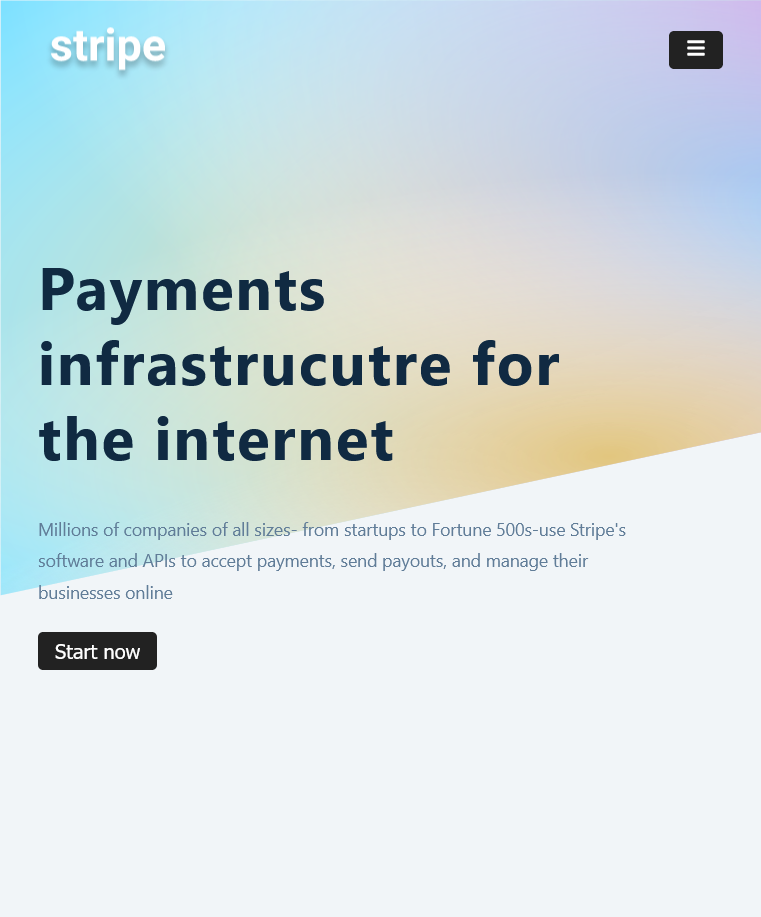 stripe
Payments
infrastrucutre for
the internet
Millions of companies of all sizes- from startups to Fortune 500s-use Stripe's
software and APIs to accept payments, send payouts, and manage their
businesses online
Start now